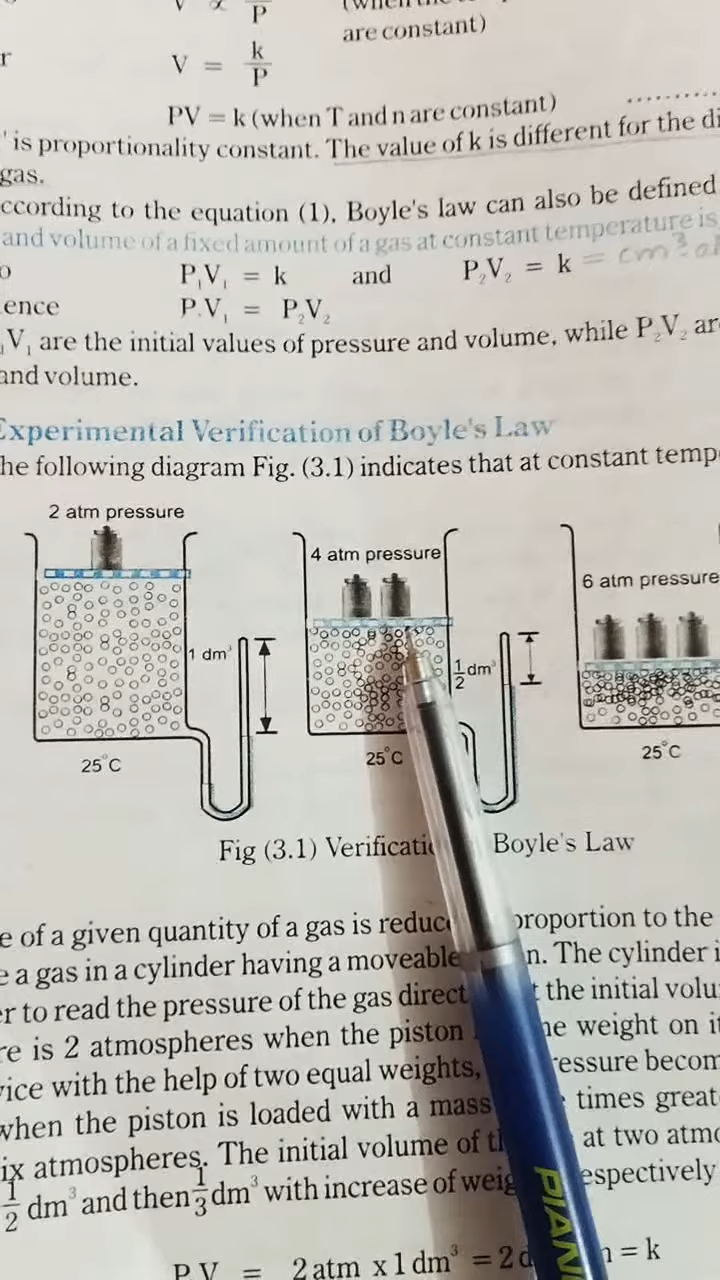 V ∝ P
are constant)
V = k/P
PV = k (when T and n are constant) ..........
' is proportionality constant. The value of k is different for the
gas.
ccording to the equation (1), Boyle's law can also be defined
and volume of a fixed amount of a gas at constant temperature is
P₁V₁ = k and P₂V₂ = k = cm³
ence P.V₁ = P₂V₂
₁V₁ are the initial values of pressure and volume, while P₂V₂ ar
and volume.
Experimental Verification of Boyle's Law
he following diagram Fig. (3.1) indicates that at constant temp
2 atm pressure
4 atm pressure
6 atm pressure
1 dm³
1/2 dm³
25°C
25°C
25°C
Fig (3.1) Verificati Boyle's Law
e of a given quantity of a gas is reduc proportion to the
e a gas in a cylinder having a moveable n. The cylinder i
er to read the pressure of the gas direct t the initial volu
re is 2 atmospheres when the piston he weight on it
vice with the help of two equal weights, ressure becom
when the piston is loaded with a mass times great
ix atmospheres. The initial volume of t at two atmo
1/2 dm³ and then 1/3 dm³ with increase of weig espectively
P V = 2 atm x 1 dm³ = 2 d = k
PIAN